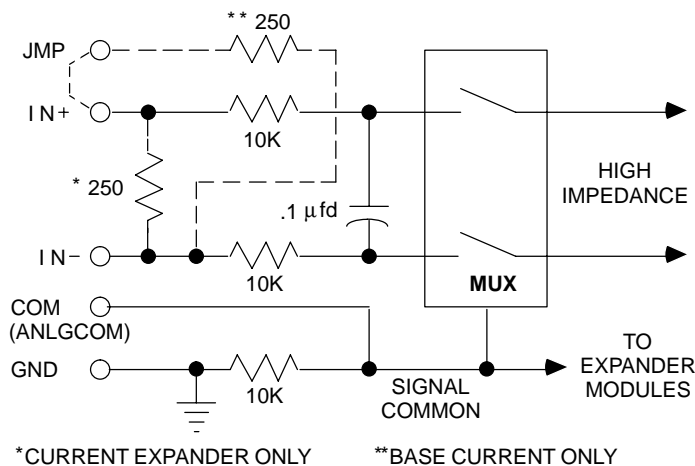 ** 250
JMP
IN+
10K
* 250
HIGH
IMPEDANCE
.1 µfd
IN-
10K
MUX
COM
(ANLGCOM)
TO
EXPANDER
MODULES
GND
10K
SIGNAL
COMMON
*CURRENT EXPANDER ONLY
**BASE CURRENT ONLY